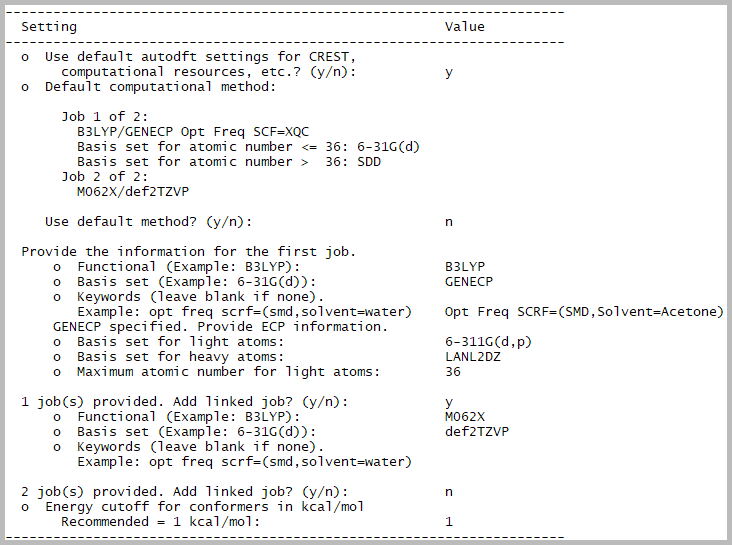 Setting Value
o Use default autodft settings for CREST,
computational resources, etc.? (y/n): y
o Default computational method:
Job 1 of 2:
B3LYP/GENECP Opt Freq SCF=XQC
Basis set for atomic number <= 36: 6-31G(d)
Basis set for atomic number > 36: SDD
Job 2 of 2:
M062X/def2TZVP
Use default method? (y/n): n
Provide the information for the first job.
o Functional (Example: B3LYP): B3LYP
o Basis set (Example: 6-31G(d)): GENECP
o Keywords (leave blank if none).
Example: opt freq scrf=(smd,solvent=water) Opt Freq SCRF=(SMD,Solvent=Acetone)
GENECP specified. Provide ECP information.
o Basis set for light atoms: 6-311G(d,p)
o Basis set for heavy atoms: LANL2DZ
o Maximum atomic number for light atoms: 36
1 job(s) provided. Add linked job? (y/n): y
o Functional (Example: B3LYP): M062X
o Basis set (Example: 6-31G(d)): def2TZVP
o Keywords (leave blank if none).
Example: opt freq scrf=(smd,solvent=water)
2 job(s) provided. Add linked job? (y/n): n
o Energy cutoff for conformers in kcal/mol
Recommended = 1 kcal/mol: 1